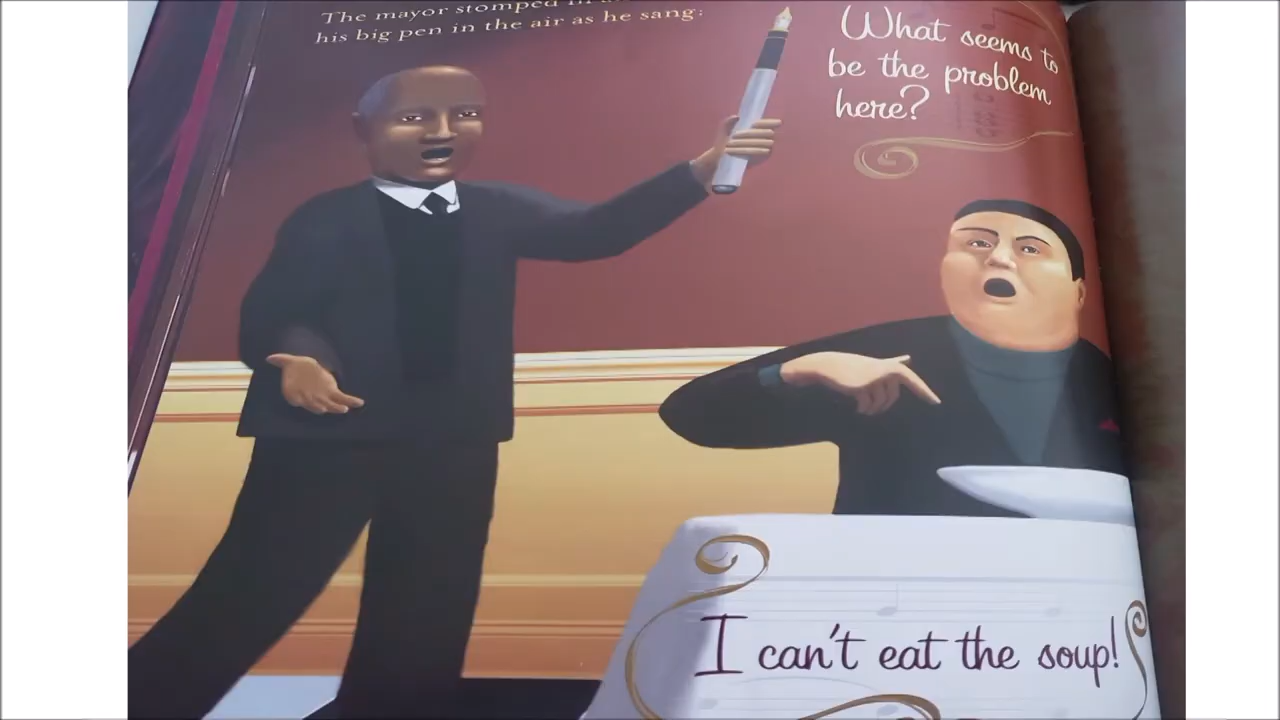 The mayor stomped in
his big pen in the air as he sang:
What seems to
be the problem
here?
I can't eat the soup!